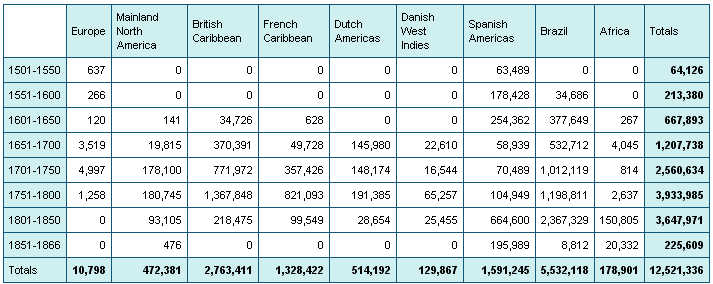 Europe Mainland North America British Caribbean French Caribbean Dutch Americas Danish West Indies Spanish Americas Brazil Africa Totals
1501-1550 637 0 0 0 0 0 63,489 0 0 64,126
1551-1600 266 0 0 0 0 0 178,428 34,686 0 213,380
1601-1650 120 141 34,726 628 0 0 254,362 377,649 267 667,893
1651-1700 3,519 19,815 370,391 49,728 145,980 22,610 58,939 532,712 4,045 1,207,738
1701-1750 4,997 178,100 771,972 357,426 148,174 16,544 70,489 1,012,119 814 2,560,634
1751-1800 1,258 180,745 1,367,848 821,093 191,385 65,257 104,949 1,198,811 2,637 3,933,985
1801-1850 0 93,105 218,475 99,549 28,654 25,455 664,600 2,367,329 150,805 3,647,971
1851-1866 0 476 0 0 0 0 195,989 8,812 20,332 225,609
Totals 10,798 472,381 2,763,411 1,328,422 514,192 129,867 1,591,245 5,532,118 178,901 12,521,336